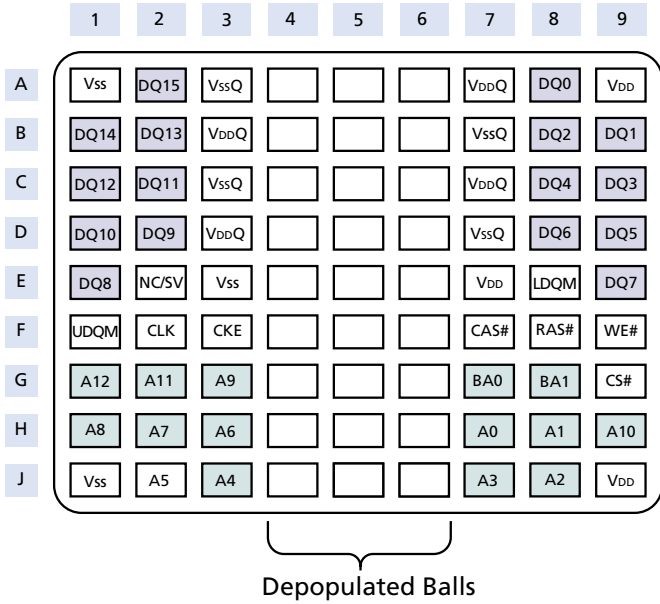 1 2 3 4 5 6 7 8 9
A Vss DQ15 VssQ VDDQ DQ0 VDD
B DQ14 DQ13 VDDQ VssQ DQ2 DQ1
C DQ12 DQ11 VssQ VDDQ DQ4 DQ3
D DQ10 DQ9 VDDQ VssQ DQ6 DQ5
E DQ8 NC/SV Vss VDD LDQM DQ7
F UDQM CLK CKE CAS# RAS# WE#
G A12 A11 A9 BA0 BA1 CS#
H A8 A7 A6 A0 A1 A10
J Vss A5 A4 A3 A2 VDD
Depopulated Balls